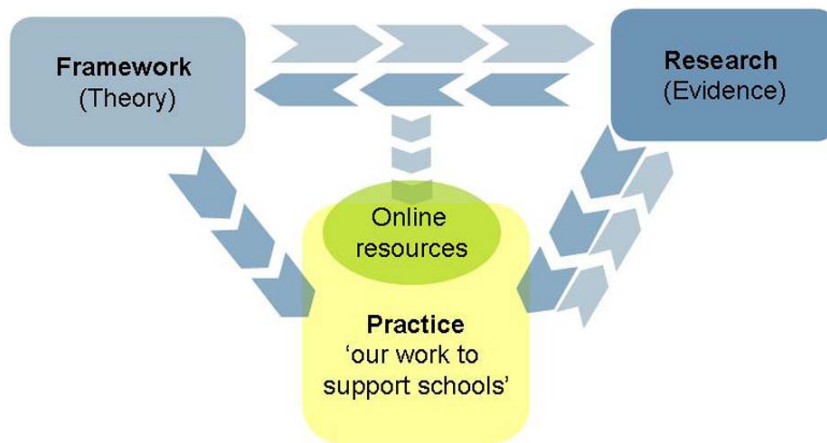 Framework
(Theory)
Research
(Evidence)
Online
resources
Practice
‘our work to
support schools’